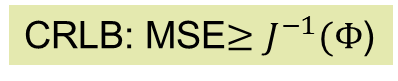 CRLB: MSE≥ 𝐽⁻¹(Φ)